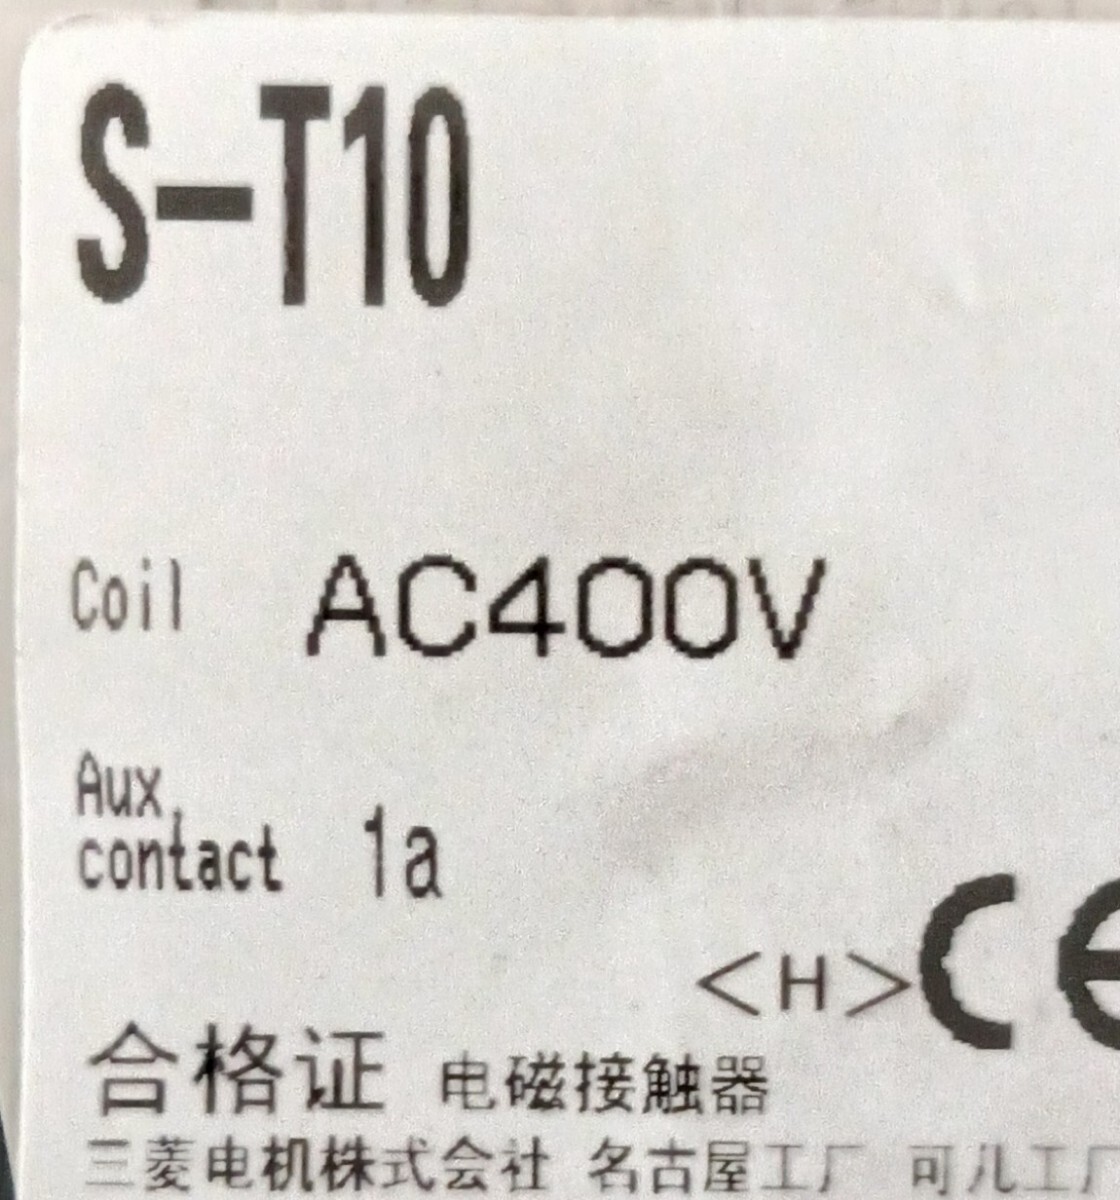 S-T10
Coil AC400V
Aux.
contact 1a
<H> CE
合格证 电磁接触器
三菱电机株式会社 名古屋工厂 可儿工厂